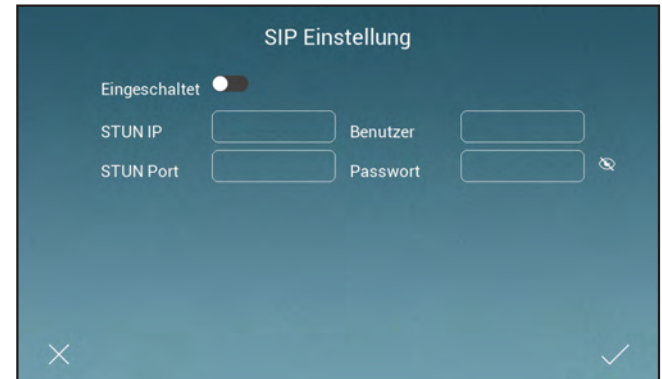 SIP Einstellung
Eingeschaltet
STUN IP Benutzer
STUN Port Passwort